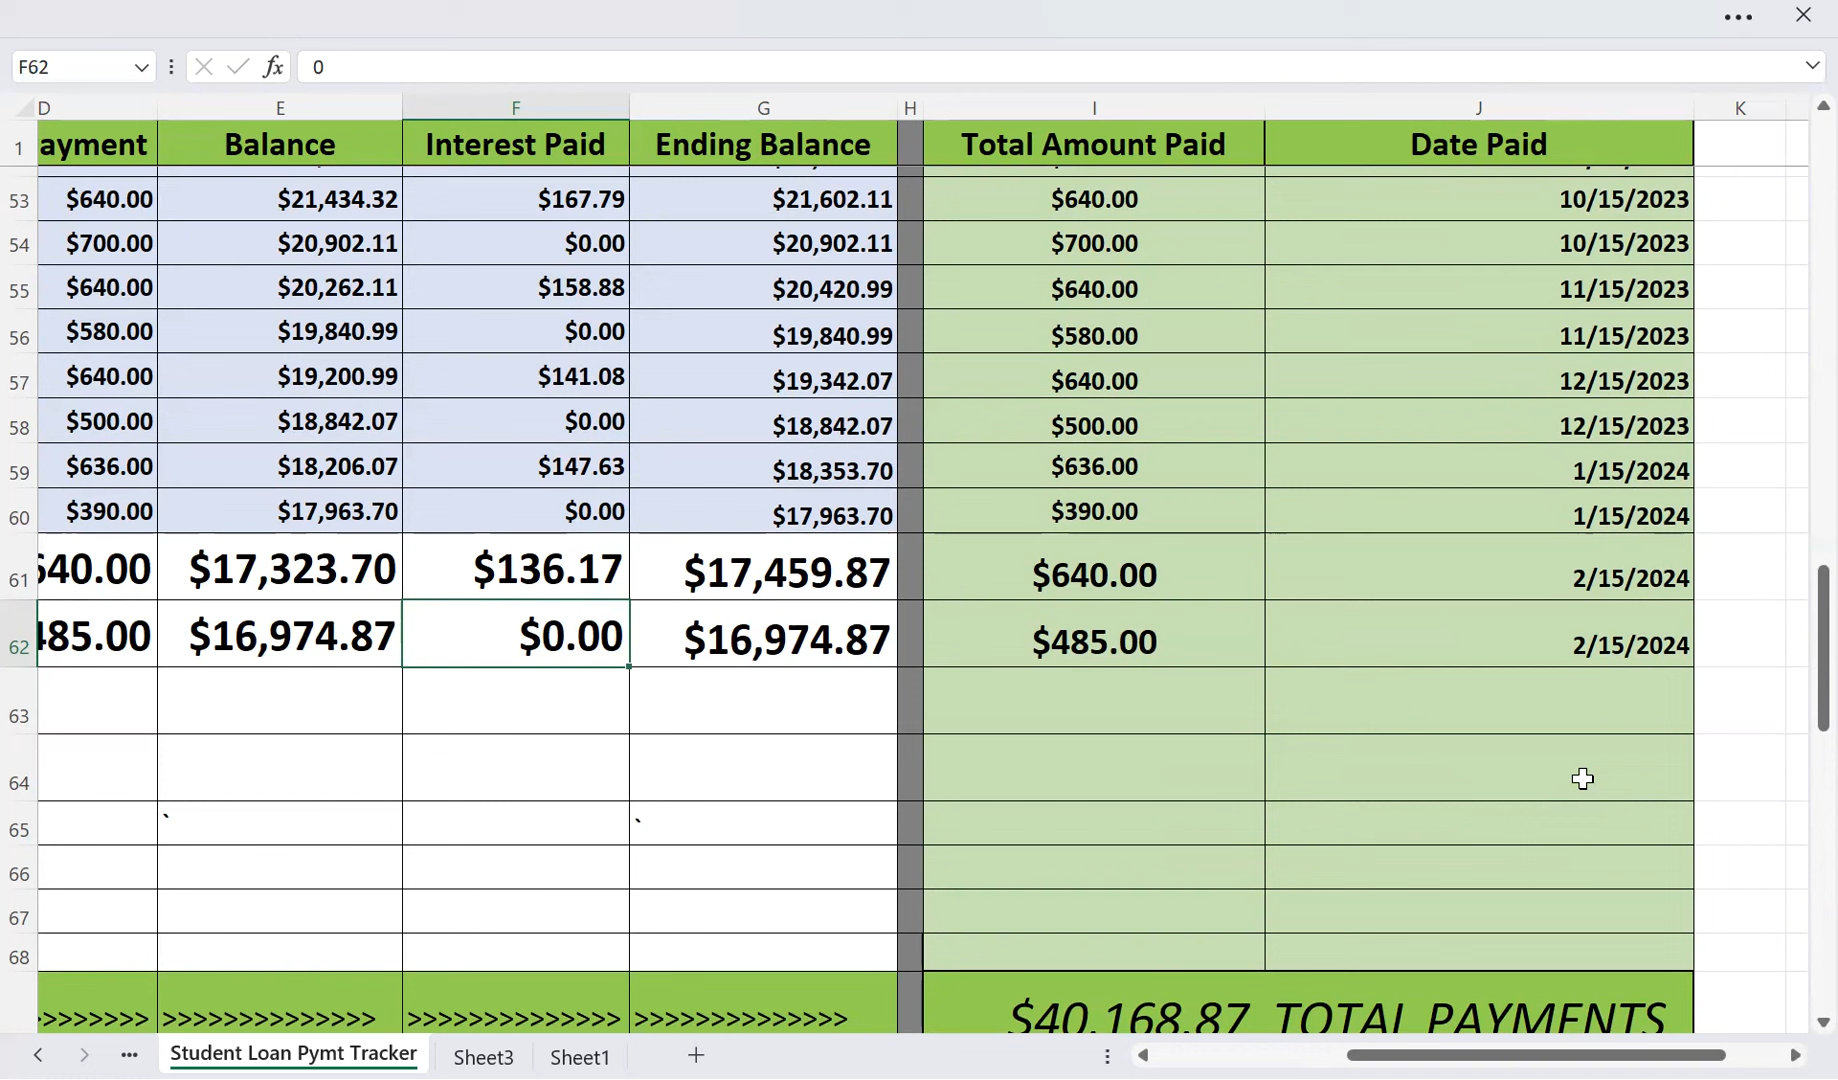 F62 fx 0
D E F G H I J K
1 ayment Balance Interest Paid Ending Balance Total Amount Paid Date Paid
53 $640.00 $21,434.32 $167.79 $21,602.11 $640.00 10/15/2023
54 $700.00 $20,902.11 $0.00 $20,902.11 $700.00 10/15/2023
55 $640.00 $20,262.11 $158.88 $20,420.99 $640.00 11/15/2023
56 $580.00 $19,840.99 $0.00 $19,840.99 $580.00 11/15/2023
57 $640.00 $19,200.99 $141.08 $19,342.07 $640.00 12/15/2023
58 $500.00 $18,842.07 $0.00 $18,842.07 $500.00 12/15/2023
59 $636.00 $18,206.07 $147.63 $18,353.70 $636.00 1/15/2024
60 $390.00 $17,963.70 $0.00 $17,963.70 $390.00 1/15/2024
61 640.00 $17,323.70 $136.17 $17,459.87 $640.00 2/15/2024
62 485.00 $16,974.87 $0.00 $16,974.87 $485.00 2/15/2024
63
64
65 ` `
66
67
68
>>>>>>> >>>>>>>>>>>>>> >>>>>>>>>>>>>> >>>>>>>>>>>>>> $40,168.87 TOTAL PAYMENTS
Student Loan Pymt Tracker Sheet3 Sheet1